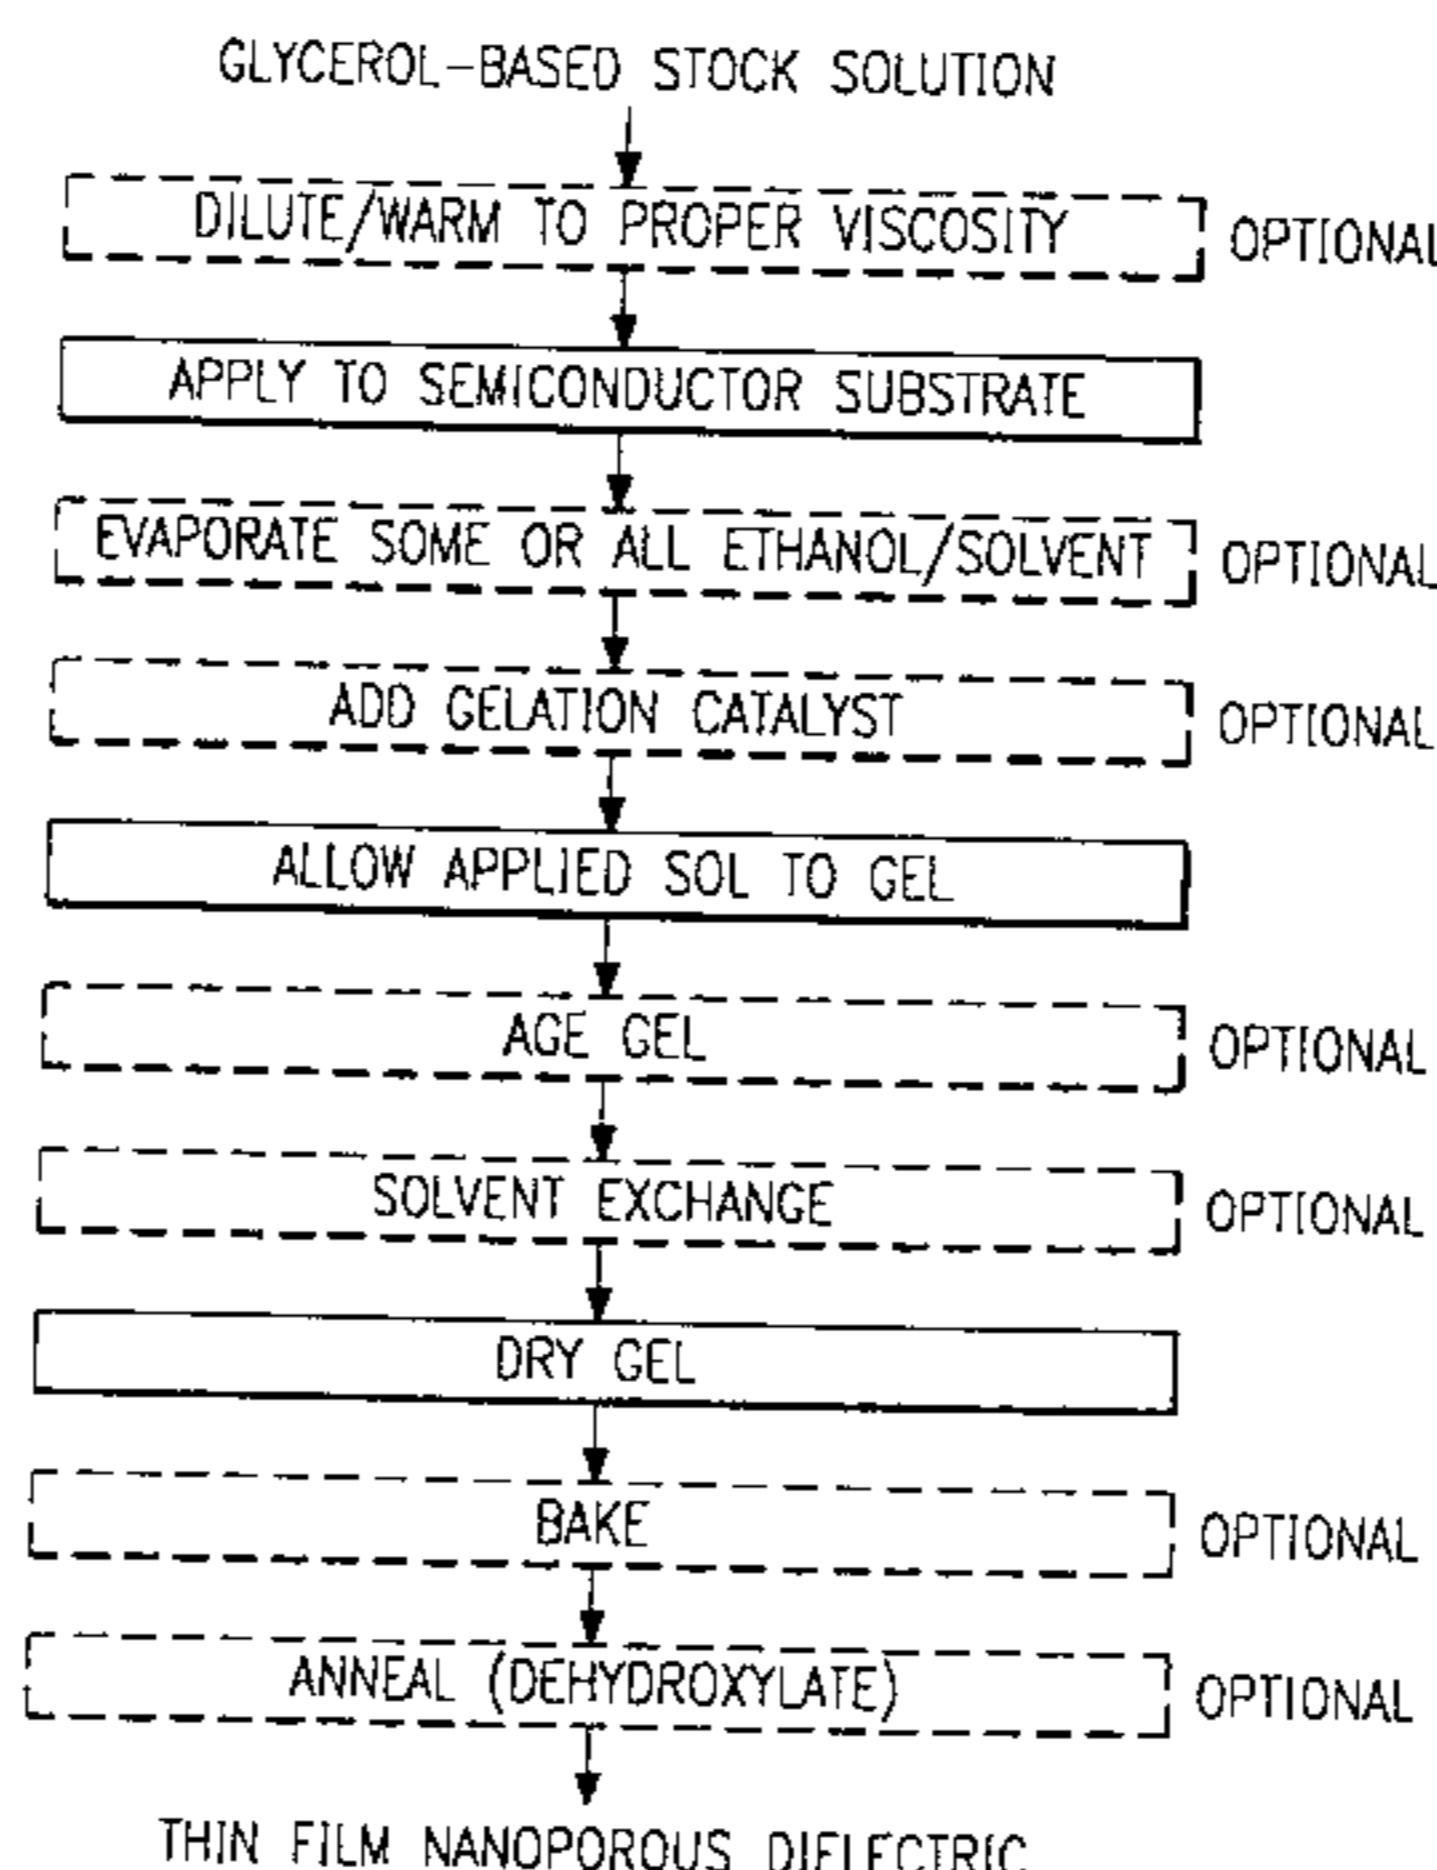 GLYCEROL-BASED STOCK SOLUTION
DILUTE/WARM TO PROPER VISCOSITY OPTIONAL
APPLY TO SEMICONDUCTOR SUBSTRATE
EVAPORATE SOME OR ALL ETHANOL/SOLVENT OPTIONAL
ADD GELATION CATALYST OPTIONAL
ALLOW APPLIED SOL TO GEL
AGE GEL OPTIONAL
SOLVENT EXCHANGE OPTIONAL
DRY GEL
BAKE OPTIONAL
ANNEAL (DEHYDROXYLATE) OPTIONAL
THIN FILM NANOPOROUS DIELECTRIC